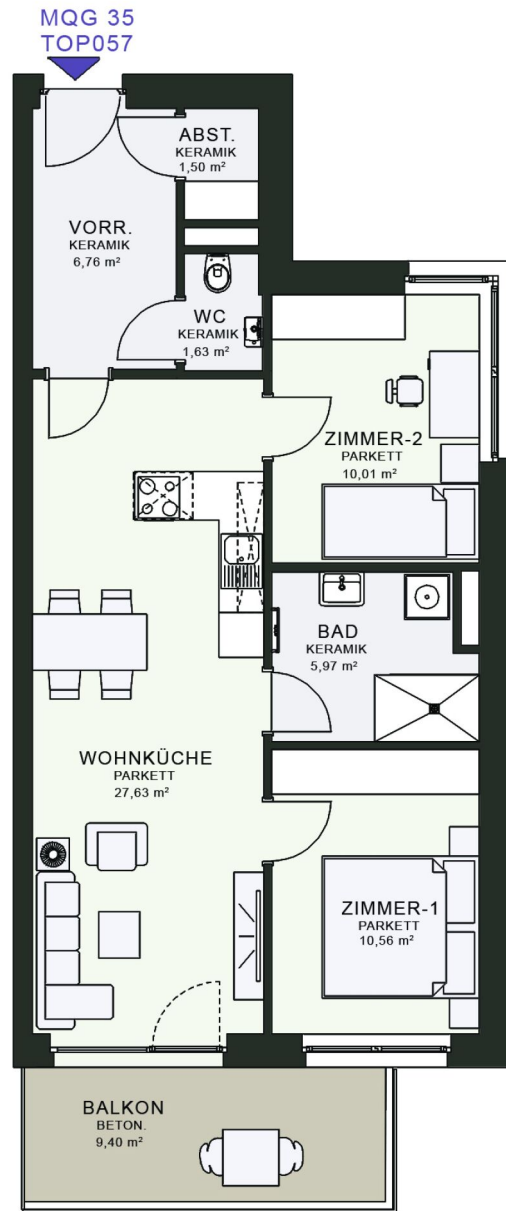 MQG 35
TOP057
ABST.
KERAMIK
1,50 m²
VORR.
KERAMIK
6,76 m²
WC
KERAMIK
1,63 m²
ZIMMER-2
PARKETT
10,01 m²
BAD
KERAMIK
5,97 m²
WOHNKÜCHE
PARKETT
27,63 m²
ZIMMER-1
PARKETT
10,56 m²
BALKON
BETON.
9,40 m²